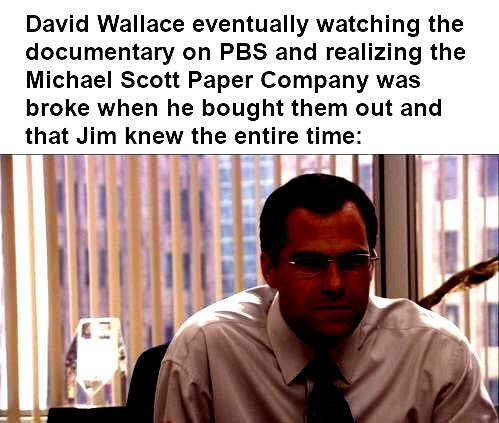 David Wallace eventually watching the
documentary on PBS and realizing the
Michael Scott Paper Company was
broke when he bought them out and
that Jim knew the entire time: